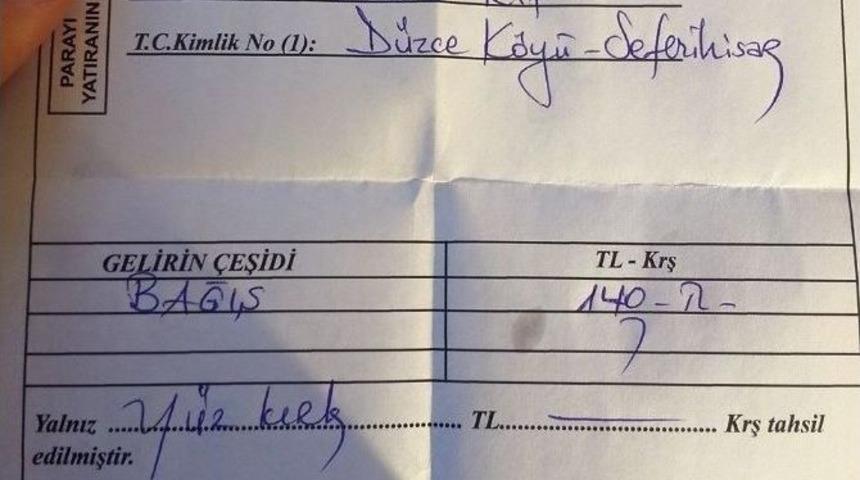 PARAYI
YATIRANIN
T.C.Kimlik No (1): Düzce Köyü - Seferihisar
GELİRİN ÇEŞİDİ TL - Krş
BAĞIŞ 140 - TL -
Yalnız Yüz kırk TL Krş tahsil
edilmiştir.